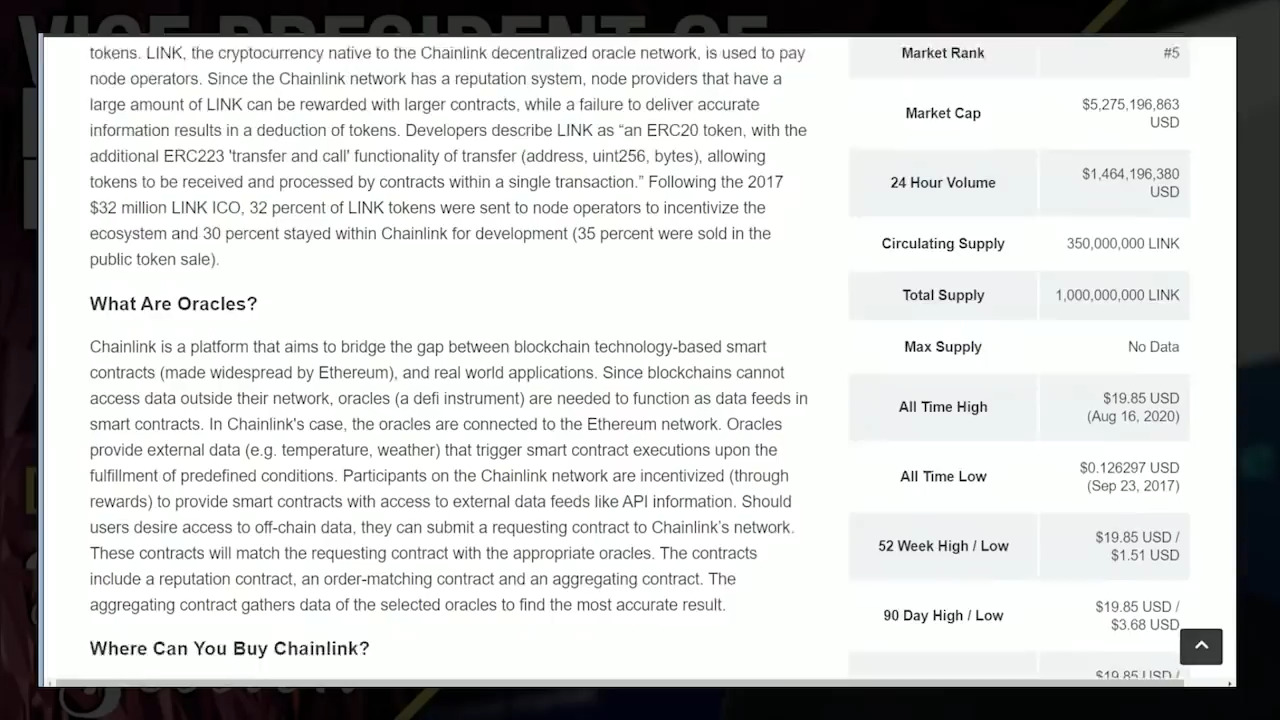 VICE PRESIDENT OF
tokens. LINK, the cryptocurrency native to the Chainlink decentralized oracle network, is used to pay
node operators. Since the Chainlink network has a reputation system, node providers that have a
large amount of LINK can be rewarded with larger contracts, while a failure to deliver accurate
information results in a deduction of tokens. Developers describe LINK as “an ERC20 token, with the
additional ERC223 'transfer and call' functionality of transfer (address, uint256, bytes), allowing
tokens to be received and processed by contracts within a single transaction.” Following the 2017
$32 million LINK ICO, 32 percent of LINK tokens were sent to node operators to incentivize the
ecosystem and 30 percent stayed within Chainlink for development (35 percent were sold in the
public token sale).
What Are Oracles?
Chainlink is a platform that aims to bridge the gap between blockchain technology-based smart
contracts (made widespread by Ethereum), and real world applications. Since blockchains cannot
access data outside their network, oracles (a defi instrument) are needed to function as data feeds in
smart contracts. In Chainlink's case, the oracles are connected to the Ethereum network. Oracles
provide external data (e.g. temperature, weather) that trigger smart contract executions upon the
fulfillment of predefined conditions. Participants on the Chainlink network are incentivized (through
rewards) to provide smart contracts with access to external data feeds like API information. Should
users desire access to off-chain data, they can submit a requesting contract to Chainlink’s network.
These contracts will match the requesting contract with the appropriate oracles. The contracts
include a reputation contract, an order-matching contract and an aggregating contract. The
aggregating contract gathers data of the selected oracles to find the most accurate result.
Where Can You Buy Chainlink?
Market Rank #5
Market Cap $5,275,196,863
USD
24 Hour Volume $1,464,196,380
USD
Circulating Supply 350,000,000 LINK
Total Supply 1,000,000,000 LINK
Max Supply No Data
All Time High $19.85 USD
(Aug 16, 2020)
All Time Low $0.126297 USD
(Sep 23, 2017)
52 Week High / Low $19.85 USD /
$1.51 USD
90 Day High / Low $19.85 USD /
$3.68 USD
$19.85 USD /